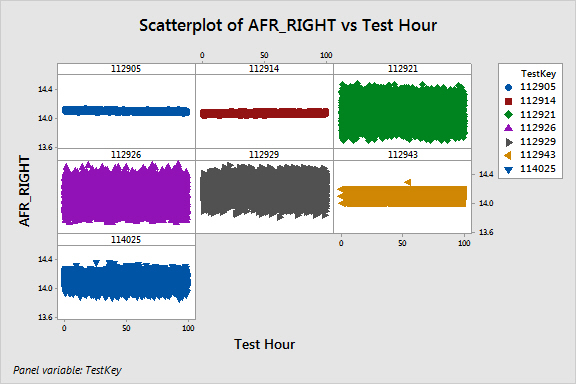 Scatterplot of AFR_RIGHT vs Test Hour
0 50 100
112905 112914 112921
14.4
14.0
13.6
112926 112929 112943
14.4
14.0
13.6
0 50 100
114025
14.4
14.0
13.6
0 50 100
AFR_RIGHT
Test Hour
TestKey
112905
112914
112921
112926
112929
112943
114025
Panel variable: TestKey